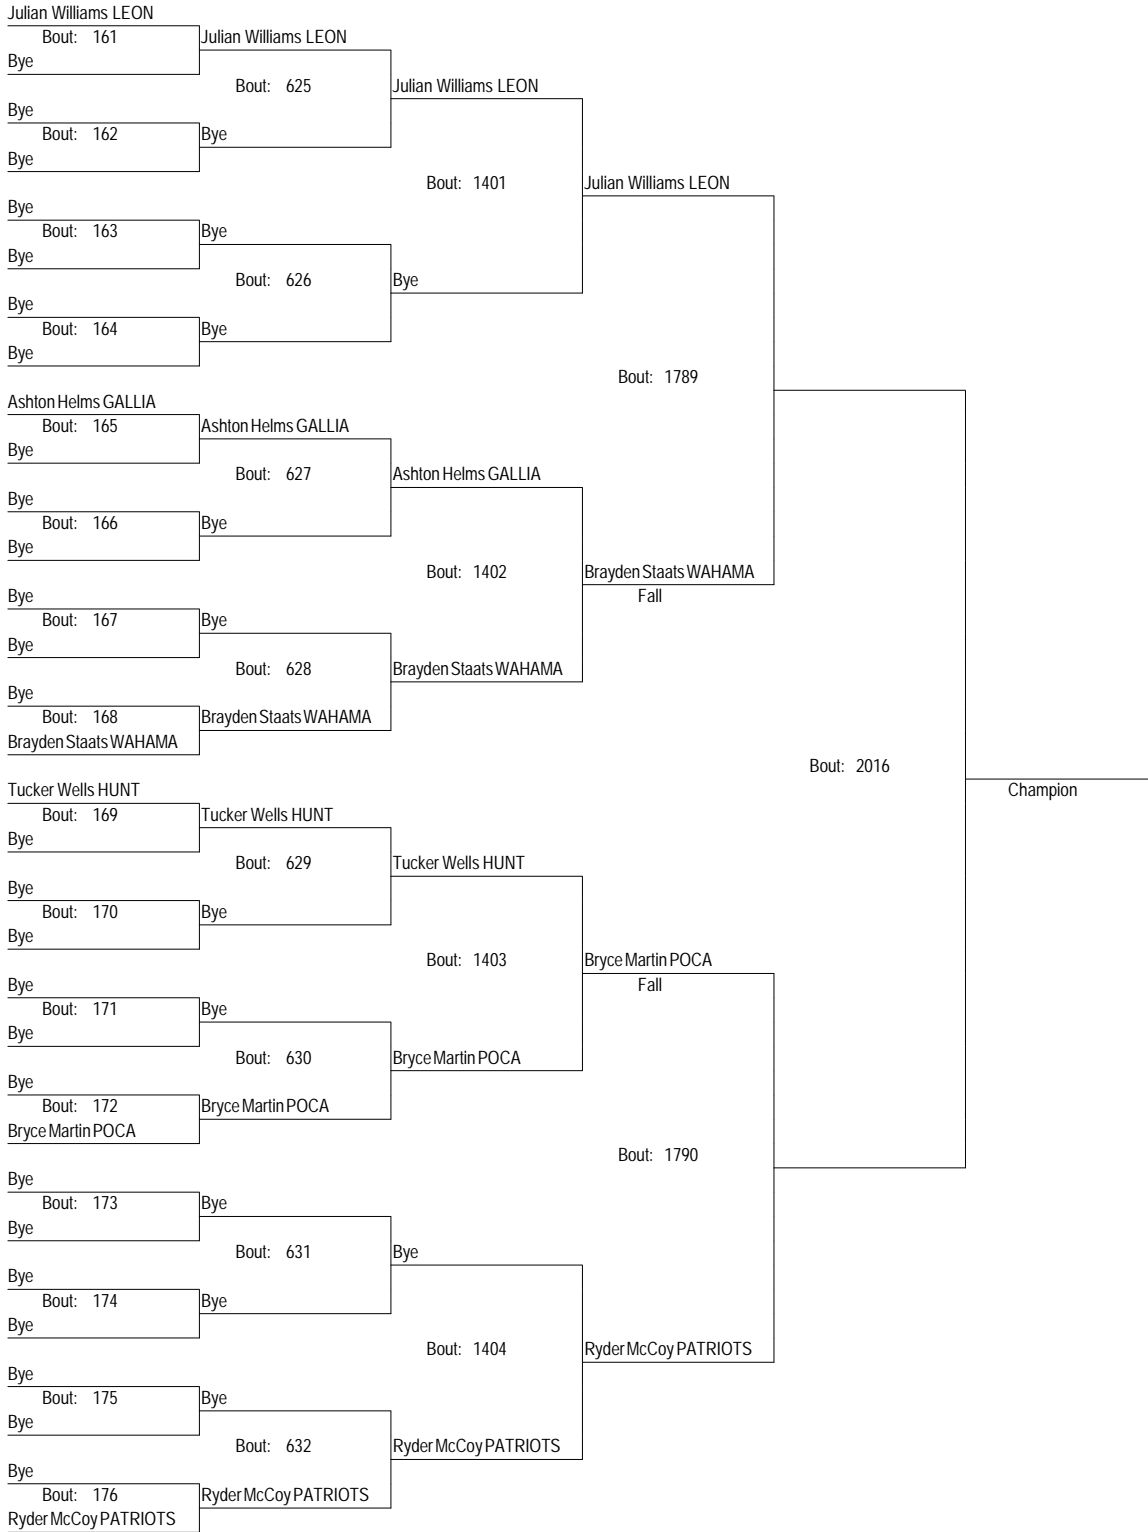 Julian Williams LEON
Bout: 161
Julian Williams LEON
Bye
Bout: 625
Julian Williams LEON
Bye
Bout: 162
Bye
Bye
Bout: 1401
Julian Williams LEON
Bye
Bout: 163
Bye
Bye
Bout: 626
Bye
Bye
Bout: 164
Bye
Bye
Bout: 1789
Ashton Helms GALLIA
Bout: 165
Ashton Helms GALLIA
Bye
Bout: 627
Ashton Helms GALLIA
Bye
Bout: 166
Bye
Bye
Bout: 1402
Brayden Staats WAHAMA
Fall
Bye
Bout: 167
Bye
Bye
Bout: 628
Brayden Staats WAHAMA
Bye
Bout: 168
Brayden Staats WAHAMA
Brayden Staats WAHAMA
Bout: 2016
Champion
Tucker Wells HUNT
Bout: 169
Tucker Wells HUNT
Bye
Bout: 629
Tucker Wells HUNT
Bye
Bout: 170
Bye
Bye
Bout: 1403
Bryce Martin POCA
Fall
Bye
Bout: 171
Bye
Bye
Bout: 630
Bryce Martin POCA
Bye
Bout: 172
Bryce Martin POCA
Bryce Martin POCA
Bout: 1790
Bye
Bout: 173
Bye
Bye
Bout: 631
Bye
Bye
Bout: 174
Bye
Bye
Bout: 1404
Ryder McCoy PATRIOTS
Bye
Bout: 175
Bye
Bye
Bout: 632
Ryder McCoy PATRIOTS
Bye
Bout: 176
Ryder McCoy PATRIOTS
Ryder McCoy PATRIOTS